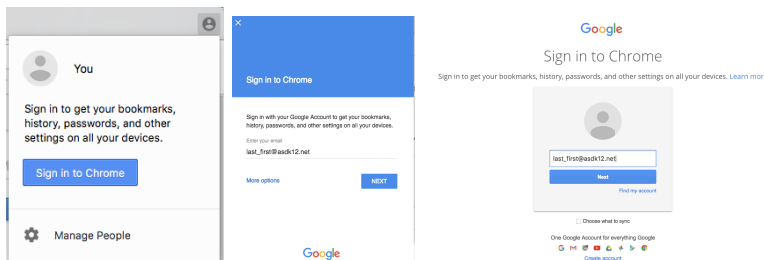 You
Sign in to get your bookmarks,
history, passwords, and other
settings on all your devices.
Sign in to Chrome
Manage People
Sign in to Chrome
Sign in with your Google Account to get your bookmarks,
history, passwords, and other settings on all your devices.
Enter your email
last_first@asdk12.net
More options
NEXT
Google
Google
Sign in to Chrome
Sign in to get your bookmarks, history, passwords, and other settings on all your devices. Learn mor
last_first@asdk12.net
Next
Find my account
Choose what to sync
One Google Account for everything Google
Create account